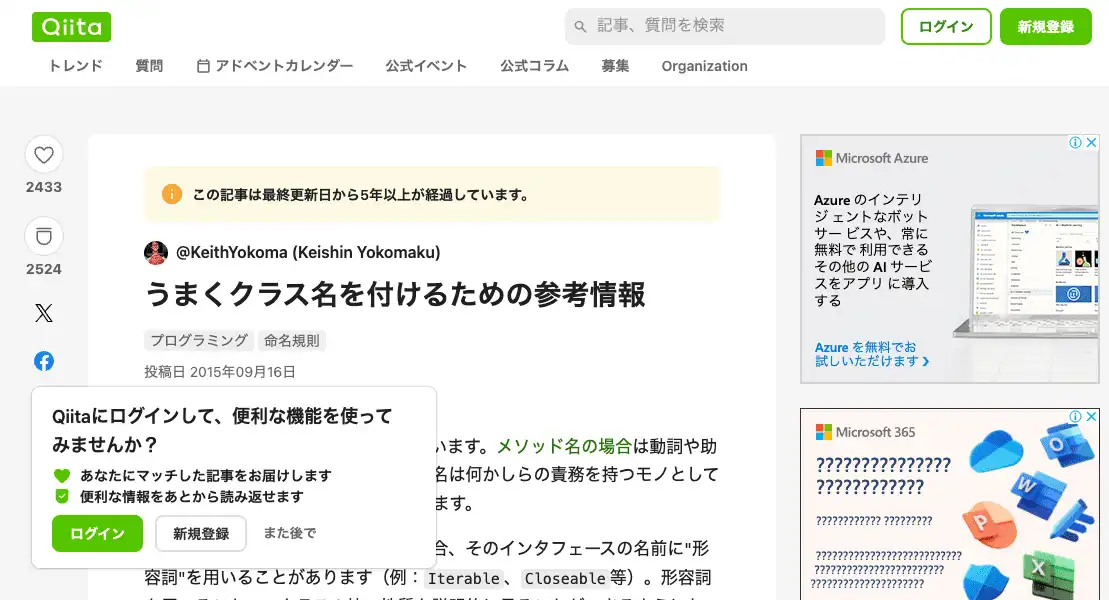 Qiita
記事、質問を検索
ログイン
新規登録
トレンド
質問
アドベントカレンダー
公式イベント
公式コラム
募集
Organization
2433
2524
この記事は最終更新日から5年以上が経過しています。
@KeithYokoma (Keishin Yokomaku)
うまくクラス名を付けるための参考情報
プログラミング
命名規則
投稿日 2015年09月16日
います。メソッド名の場合は動詞や助
名は何かしらの責務を持つモノとして
ます。
合、そのインタフェースの名前に"形
容詞"を用いることがあります（例：Iterable、Closeable等）。形容詞
Qiitaにログインして、便利な機能を使って
みませんか？
あなたにマッチした記事をお届けします
便利な情報をあとから読み返せます
ログイン
新規登録
また後で
Microsoft Azure
Azure のインテリ
ジェントなボット
サービスや、常に
無料で 利用できる
その他の AI サービ
スをアプリ に導入
する
Azure を無料でお
試しいただけます
Microsoft 365
???????????????
????????????
???????????? ?????????
???????????????????????????
????????????????????????
?????????????????????